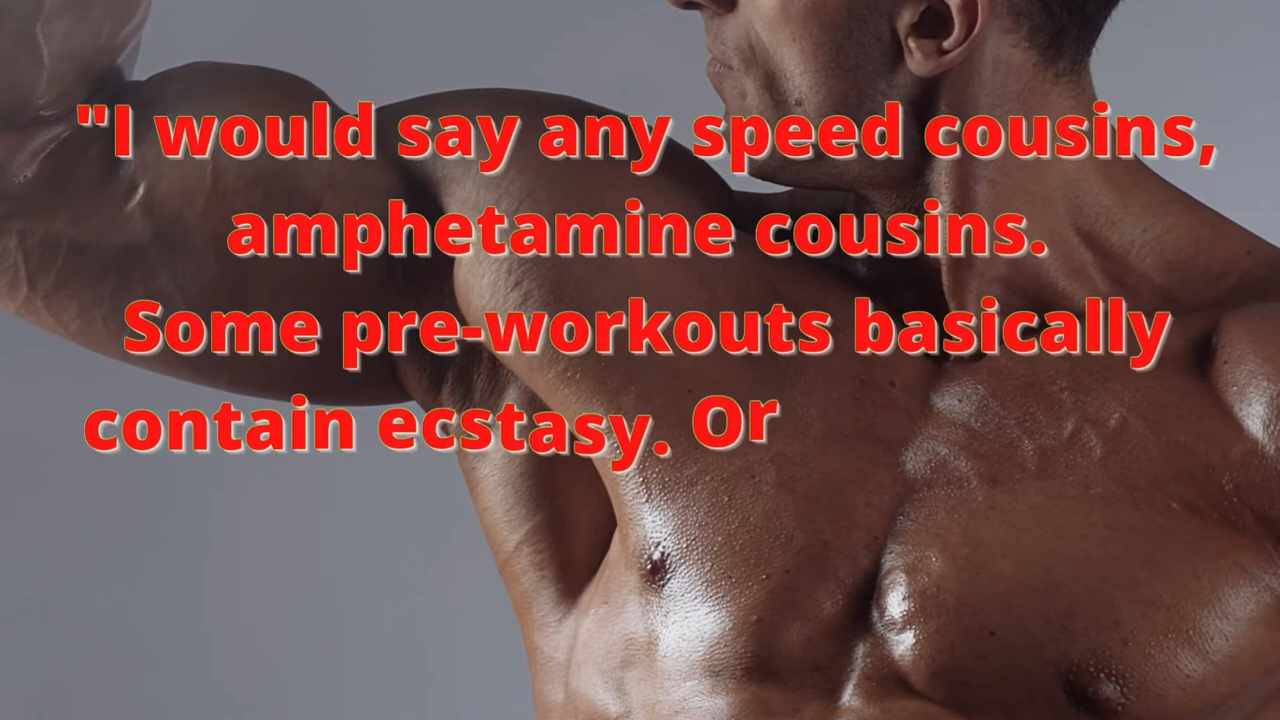 "I would say any speed cousins,
amphetamine cousins.
Some pre-workouts basically
contain ecstasy. Or